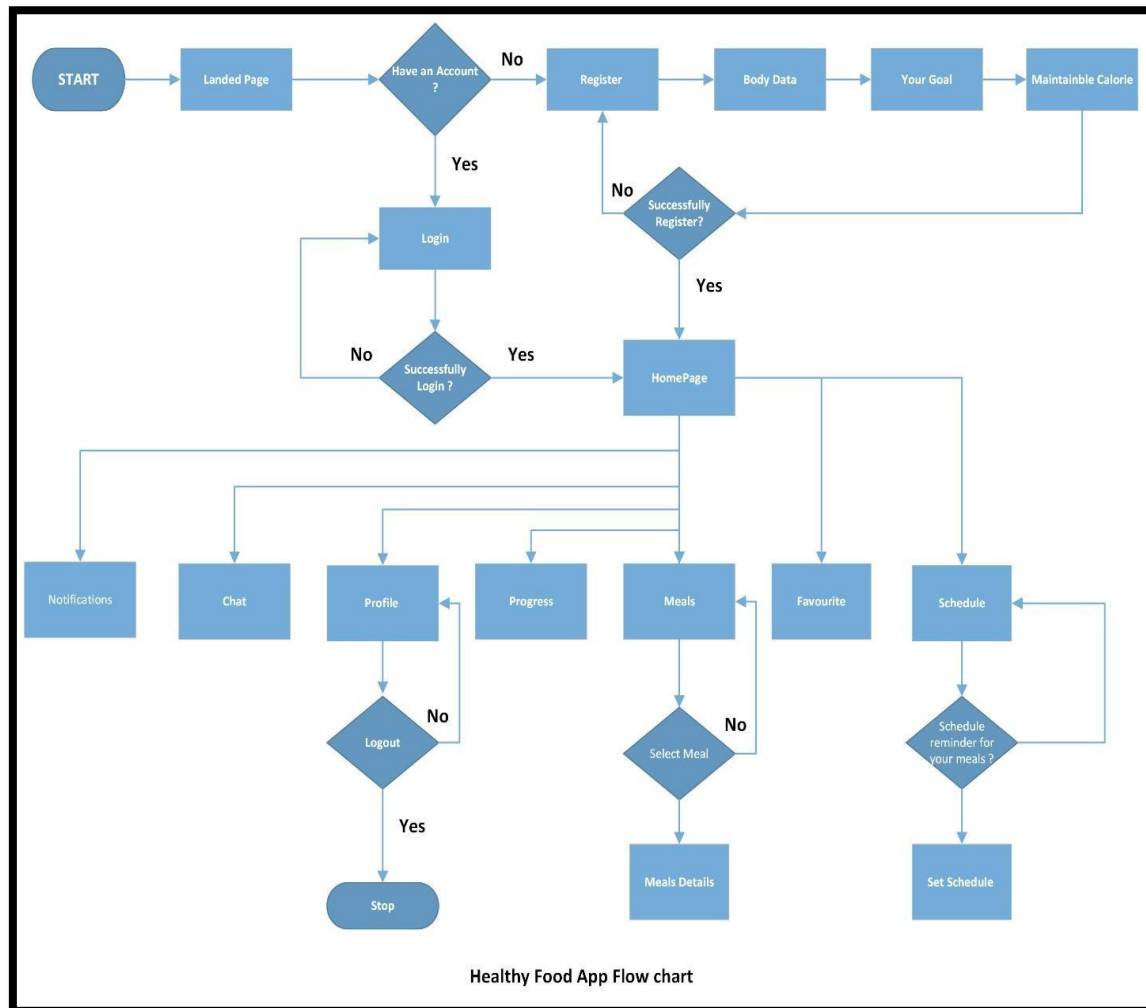 START
Landed Page
Have an Account
?
No
Register
Body Data
Your Goal
Maintainble Calorie
Yes
No
Successfully
Register?
Login
Yes
No
Successfully
Login ?
Yes
HomePage
Notifications
Chat
Profile
Progress
Meals
Favourite
Schedule
Logout
No
Select Meal
No
Schedule
reminder for
your meals ?
Yes
Stop
Meals Details
Set Schedule
Healthy Food App Flow chart